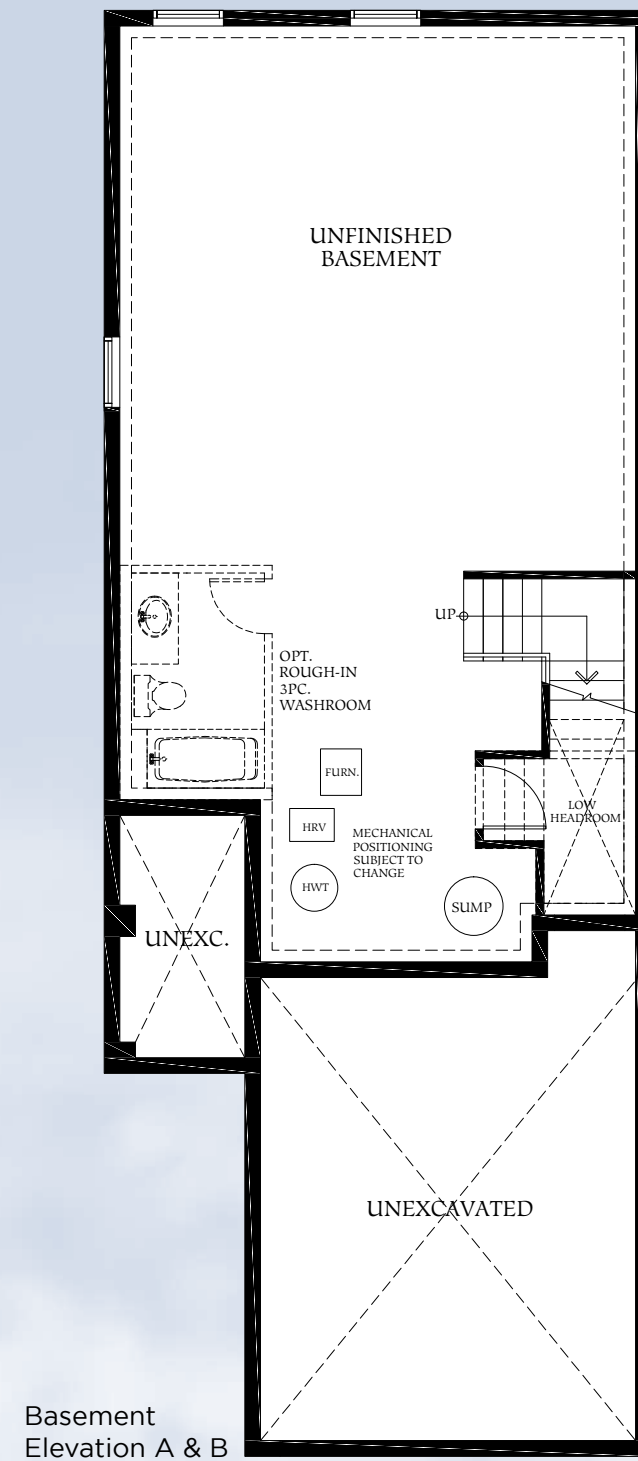 UNFINISHED
BASEMENT
UP
OPT.
ROUGH-IN
3PC.
WASHROOM
FURN.
HRV
MECHANICAL
POSITIONING
SUBJECT TO
CHANGE
LOW
HEADROOM
HWT
SUMP
UNEXC.
UNEXCAVATED
Basement
Elevation A & B